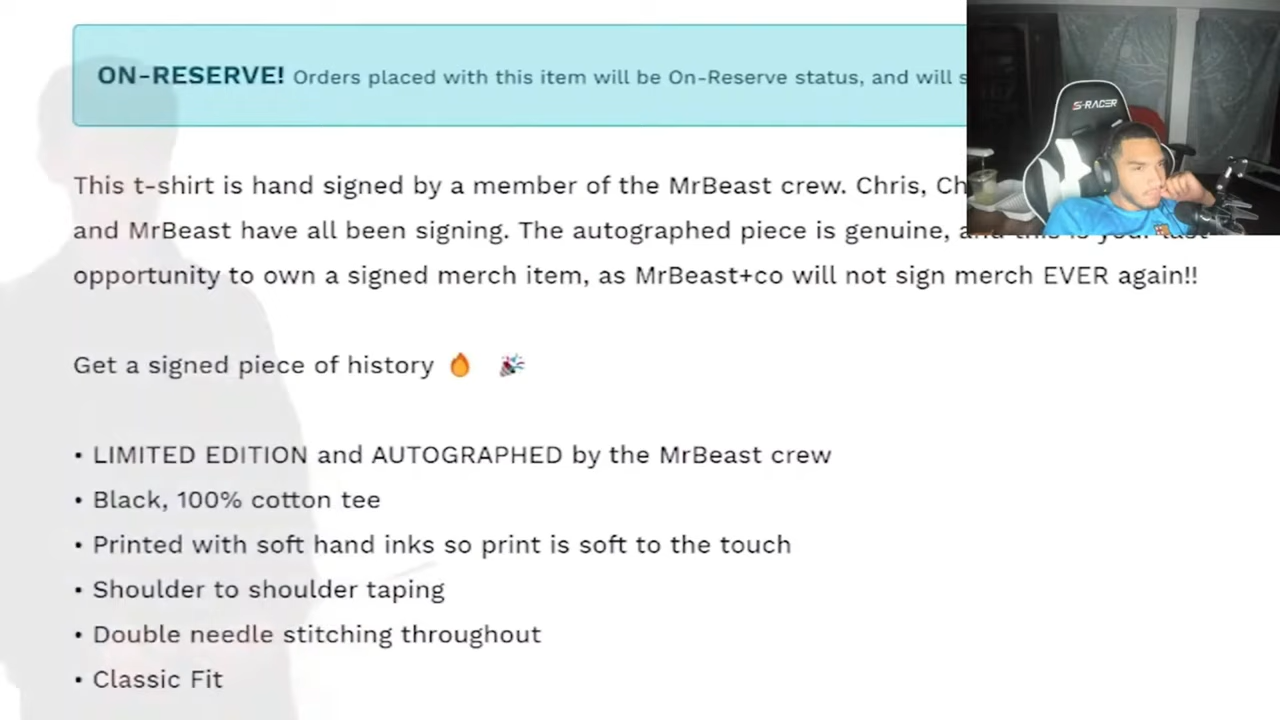 ON-RESERVE! Orders placed with this item will be On-Reserve status, and will
S-RACER
This t-shirt is hand signed by a member of the MrBeast crew. Chris,
and MrBeast have all been signing. The autographed piece is genuine,
opportunity to own a signed merch item, as MrBeast+co will not sign merch EVER again!!
Get a signed piece of history 🔥 🎉
• LIMITED EDITION and AUTOGRAPHED by the MrBeast crew
• Black, 100% cotton tee
• Printed with soft hand inks so print is soft to the touch
• Shoulder to shoulder taping
• Double needle stitching throughout
• Classic Fit